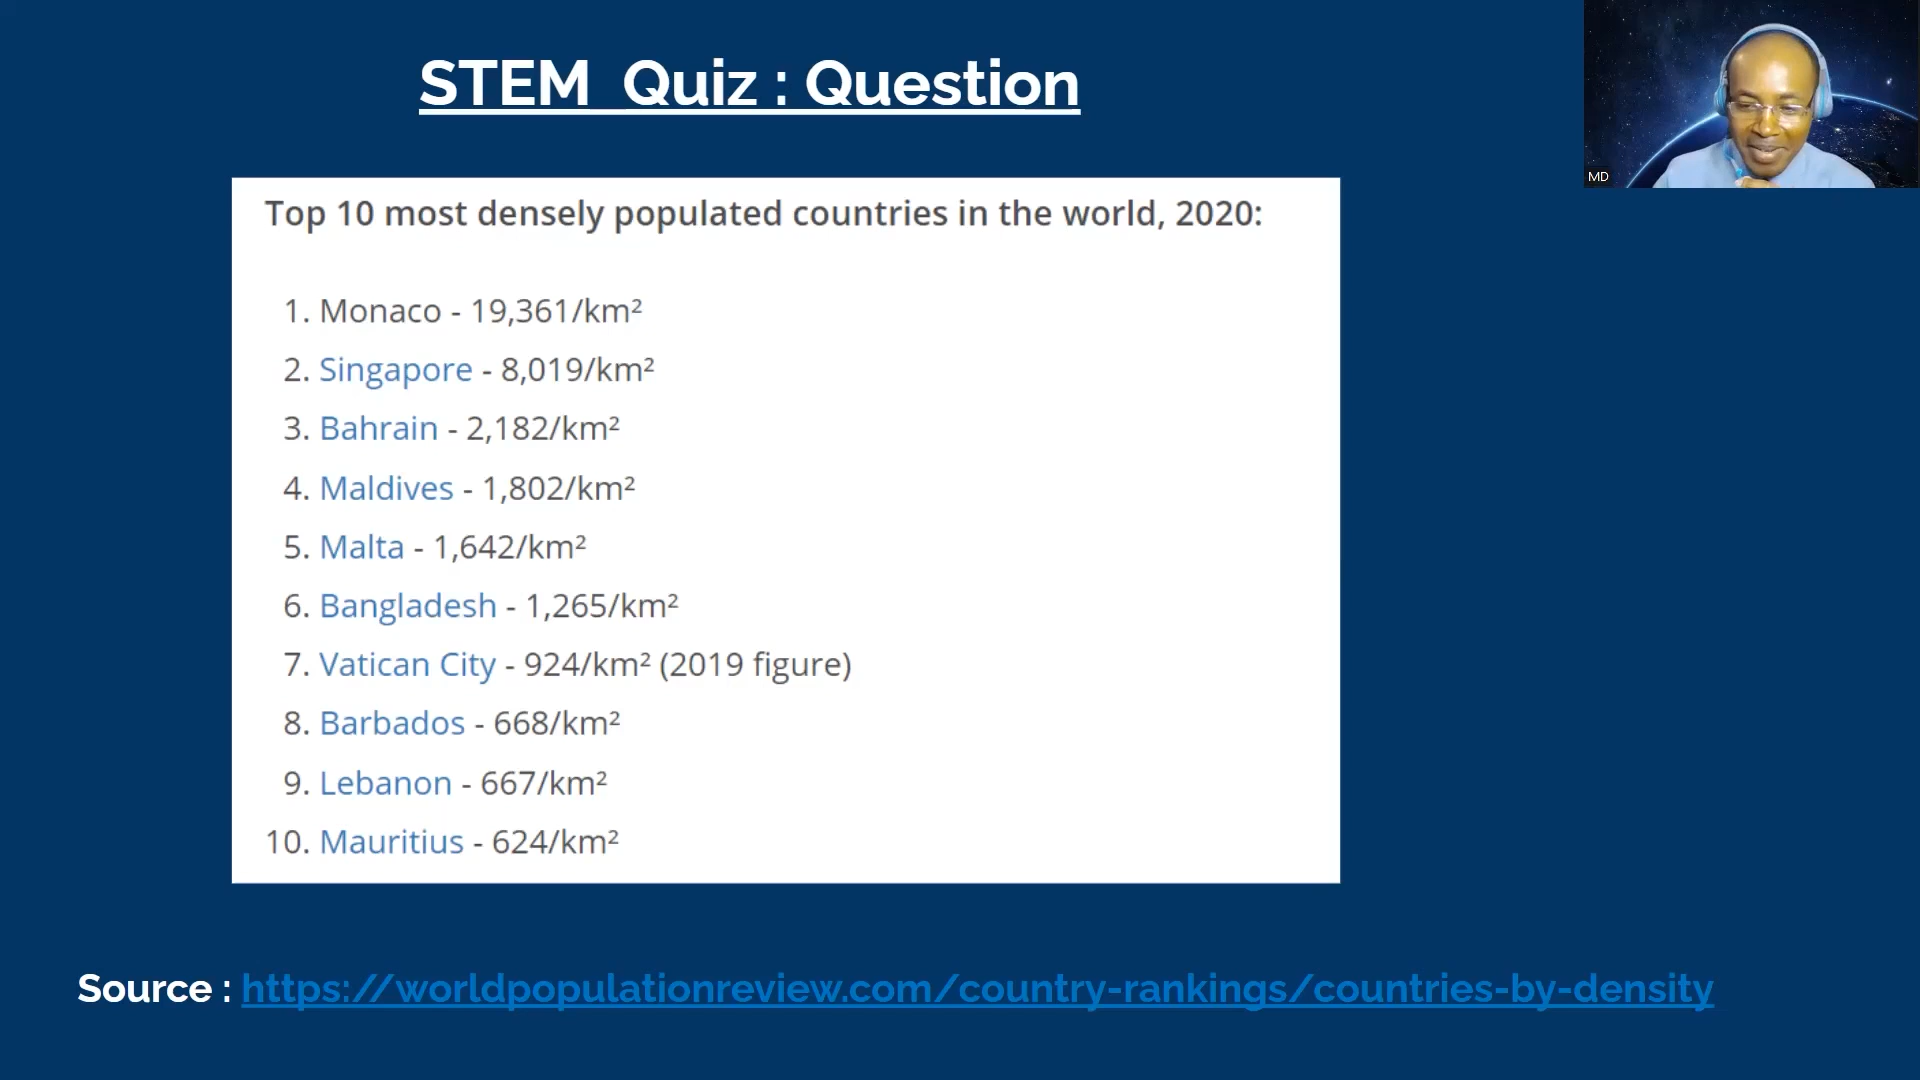 STEM Quiz : Question
MD
Top 10 most densely populated countries in the world, 2020:
1. Monaco - 19,361/km²
2. Singapore - 8,019/km²
3. Bahrain - 2,182/km²
4. Maldives - 1,802/km²
5. Malta - 1,642/km²
6. Bangladesh - 1,265/km²
7. Vatican City - 924/km² (2019 figure)
8. Barbados - 668/km²
9. Lebanon - 667/km²
10. Mauritius - 624/km²
Source : https://worldpopulationreview.com/country-rankings/countries-by-density